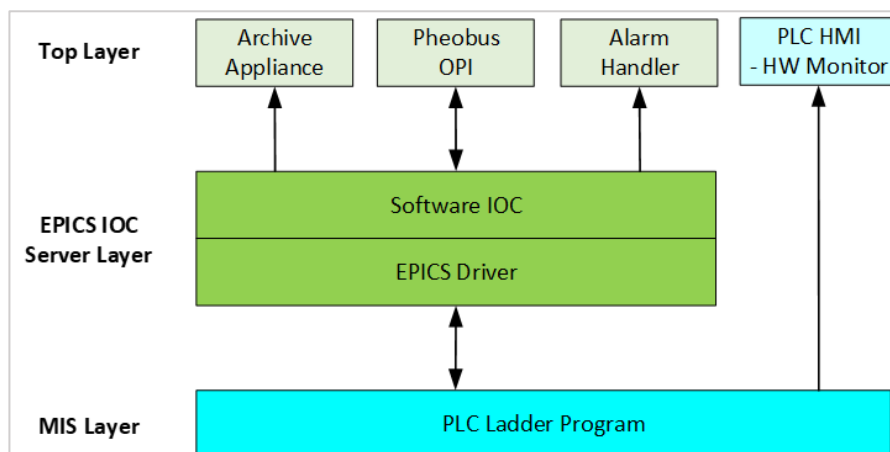 Top Layer
Archive
Appliance
Pheobus
OPI
Alarm
Handler
PLC HMI
- HW Monitor
EPICS IOC
Server Layer
Software IOC
EPICS Driver
MIS Layer
PLC Ladder Program